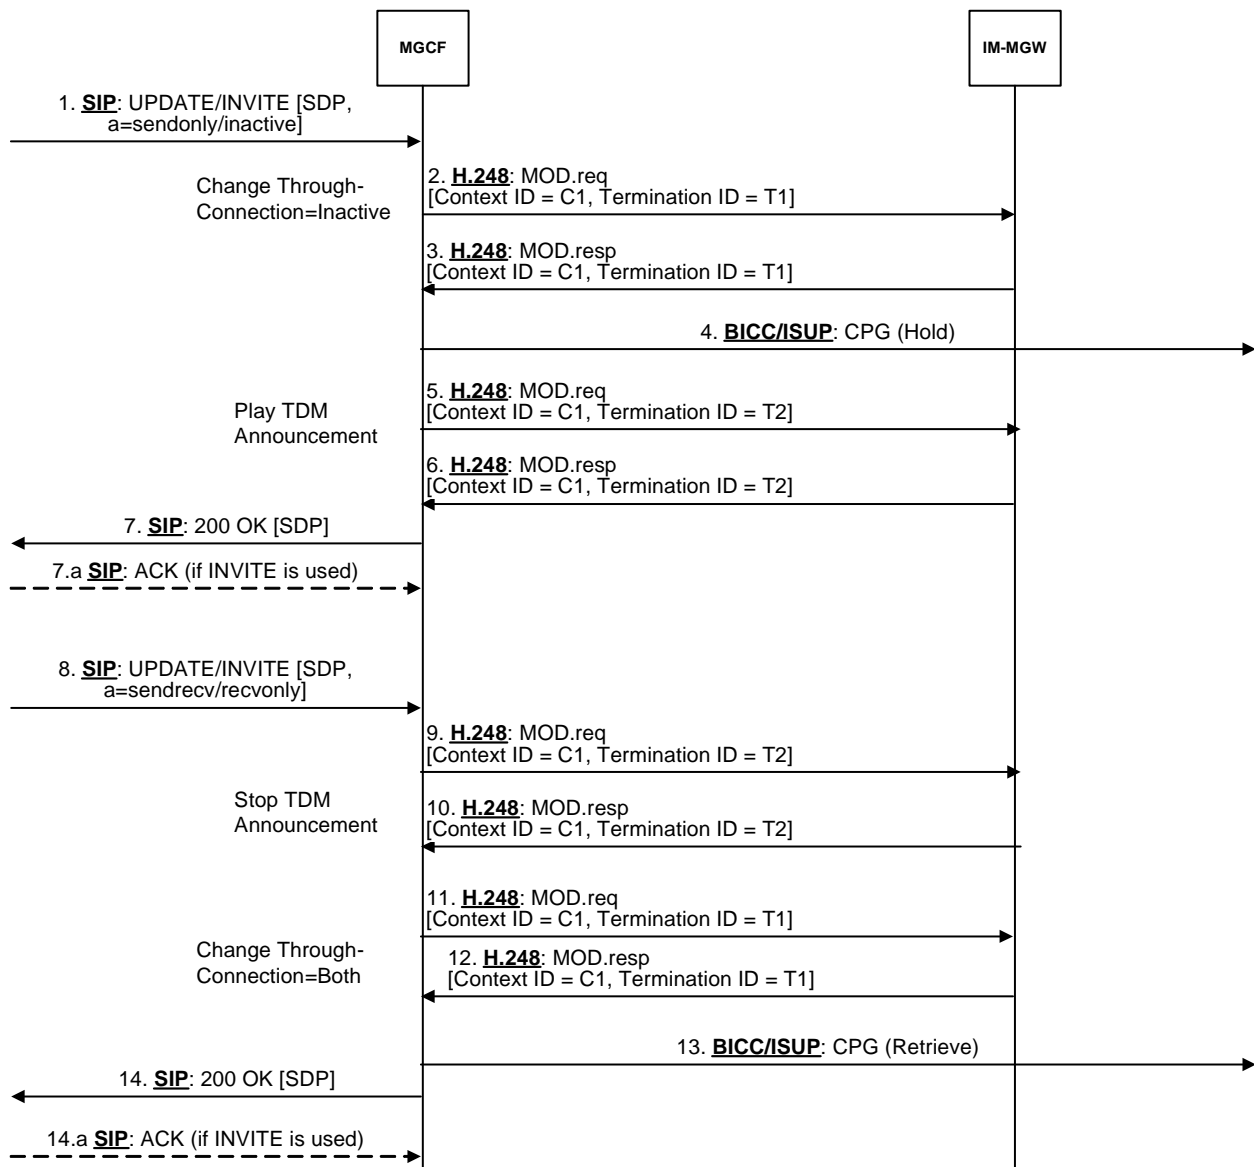 MGCF
IM-MGW
1. SIP: UPDATE/INVITE [SDP,
a=sendonly/inactive]
Change Through-
Connection=Inactive
2. H.248: MOD.req
[Context ID = C1, Termination ID = T1]
3. H.248: MOD.resp
[Context ID = C1, Termination ID = T1]
4. BICC/ISUP: CPG (Hold)
Play TDM
Announcement
5. H.248: MOD.req
[Context ID = C1, Termination ID = T2]
6. H.248: MOD.resp
[Context ID = C1, Termination ID = T2]
7. SIP: 200 OK [SDP]
7.a SIP: ACK (if INVITE is used)
8. SIP: UPDATE/INVITE [SDP,
a=sendrecv/recvonly]
9. H.248: MOD.req
[Context ID = C1, Termination ID = T2]
Stop TDM
Announcement
10. H.248: MOD.resp
[Context ID = C1, Termination ID = T2]
11. H.248: MOD.req
[Context ID = C1, Termination ID = T1]
Change Through-
Connection=Both
12. H.248: MOD.resp
[Context ID = C1, Termination ID = T1]
13. BICC/ISUP: CPG (Retrieve)
14. SIP: 200 OK [SDP]
14.a SIP: ACK (if INVITE is used)